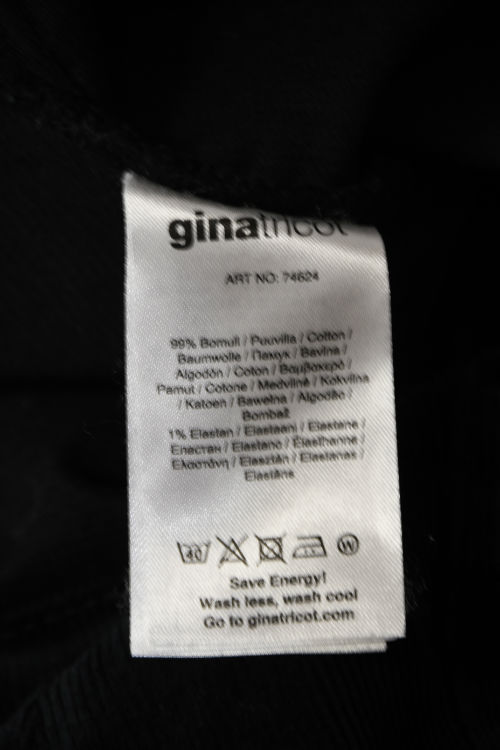 ginatricot
ART NO: 74624
99% Bomull / Puuvilla / Cotton /
Baumwolle / Памук / Bavlna /
Algodón / Coton / Βαμβακερό /
Pamut / Cotone / Medvilnė / Kokvilna
/ Katoen / Bawełna / Algodão /
Bombaž
1% Elastan / Elastaani / Elastane /
Еластан / Elastano / Élasthanne /
Ελαστάνη / Elasztán / Elastanas /
Elastāns
40 W
Save Energy!
Wash less, wash cool
Go to ginatricot.com